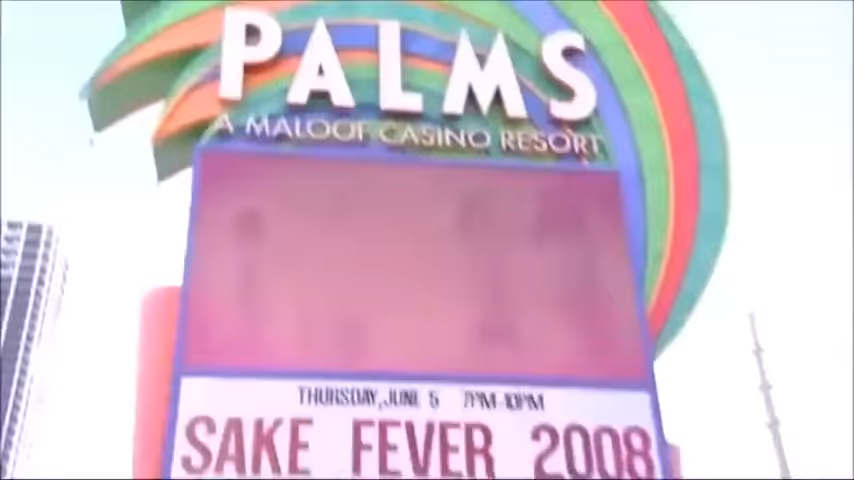 PALMS
A MALOOF CASINO RESORT
THURSDAY, JUNE 5 7PM-10PM
SAKE FEVER 2008